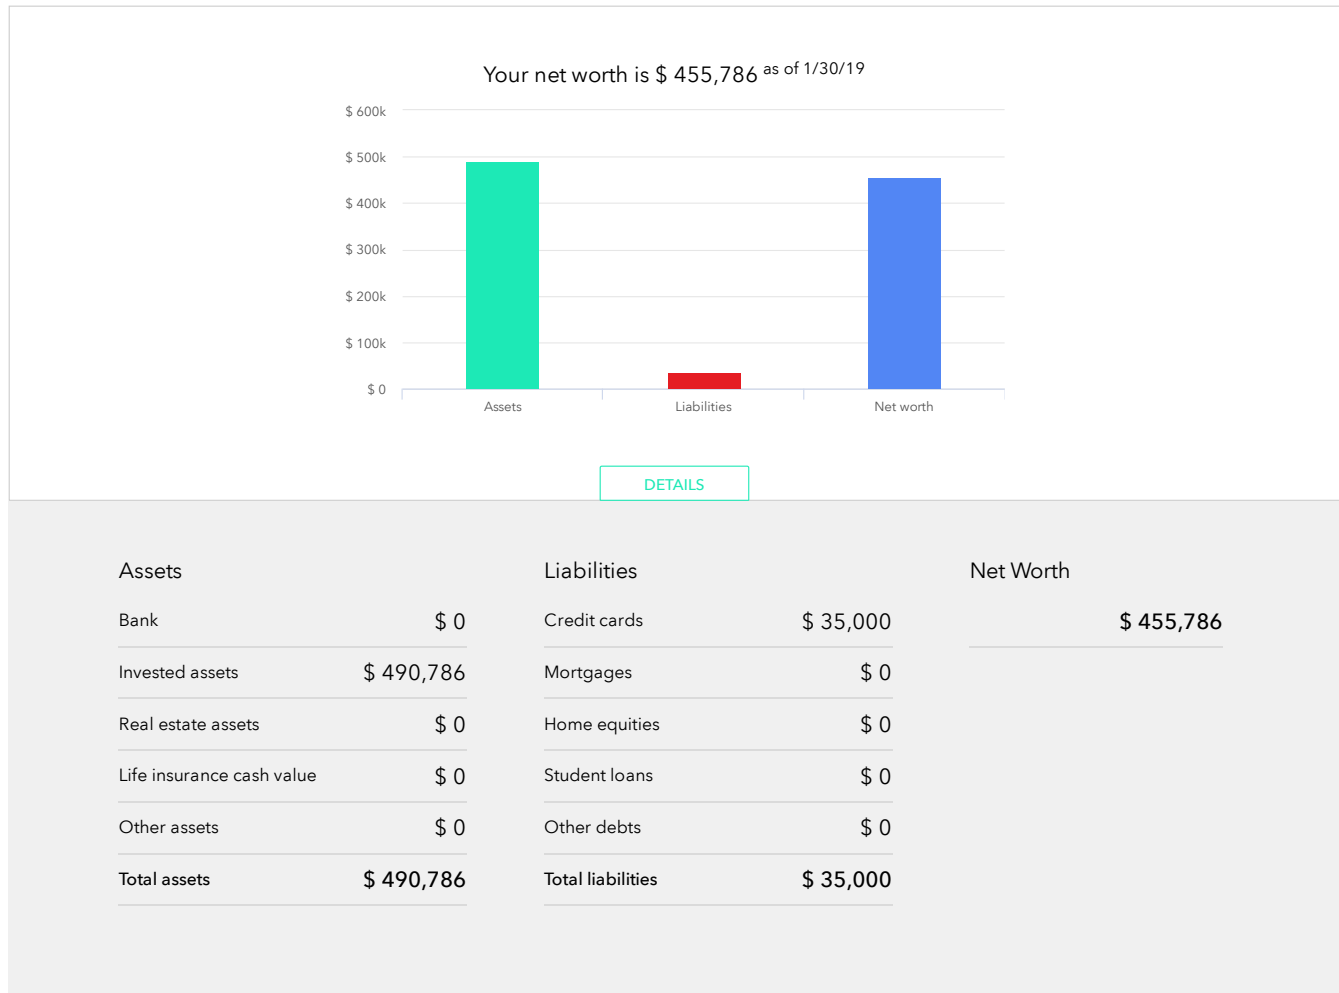 Your net worth is $ 455,786 as of 1/30/19
$ 600k
$ 500k
$ 400k
$ 300k
$ 200k
$ 100k
$ 0
Assets Liabilities Net worth
DETAILS
Assets
Bank $ 0
Invested assets $ 490,786
Real estate assets $ 0
Life insurance cash value $ 0
Other assets $ 0
Total assets $ 490,786
Liabilities
Credit cards $ 35,000
Mortgages $ 0
Home equities $ 0
Student loans $ 0
Other debts $ 0
Total liabilities $ 35,000
Net Worth
$ 455,786